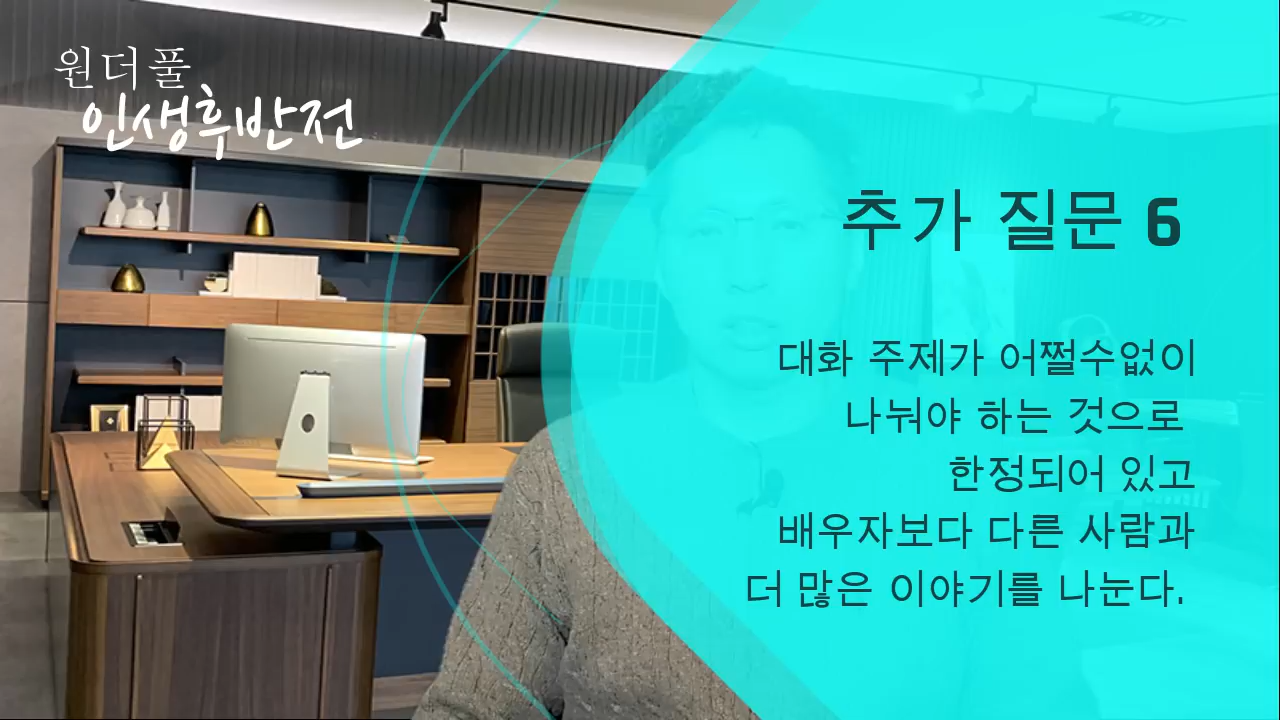 원더풀
인생후반전
추가 질문 6
대화 주제가 어쩔수없이
나눠야 하는 것으로
한정되어 있고
배우자보다 다른 사람과
더 많은 이야기를 나눈다.